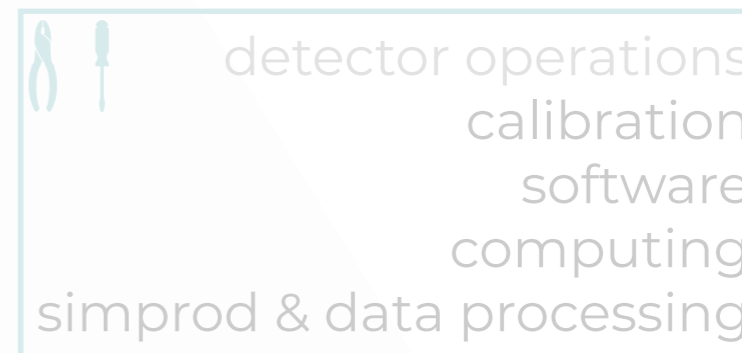 detector operations
calibration
software
computing
simprod & data processing